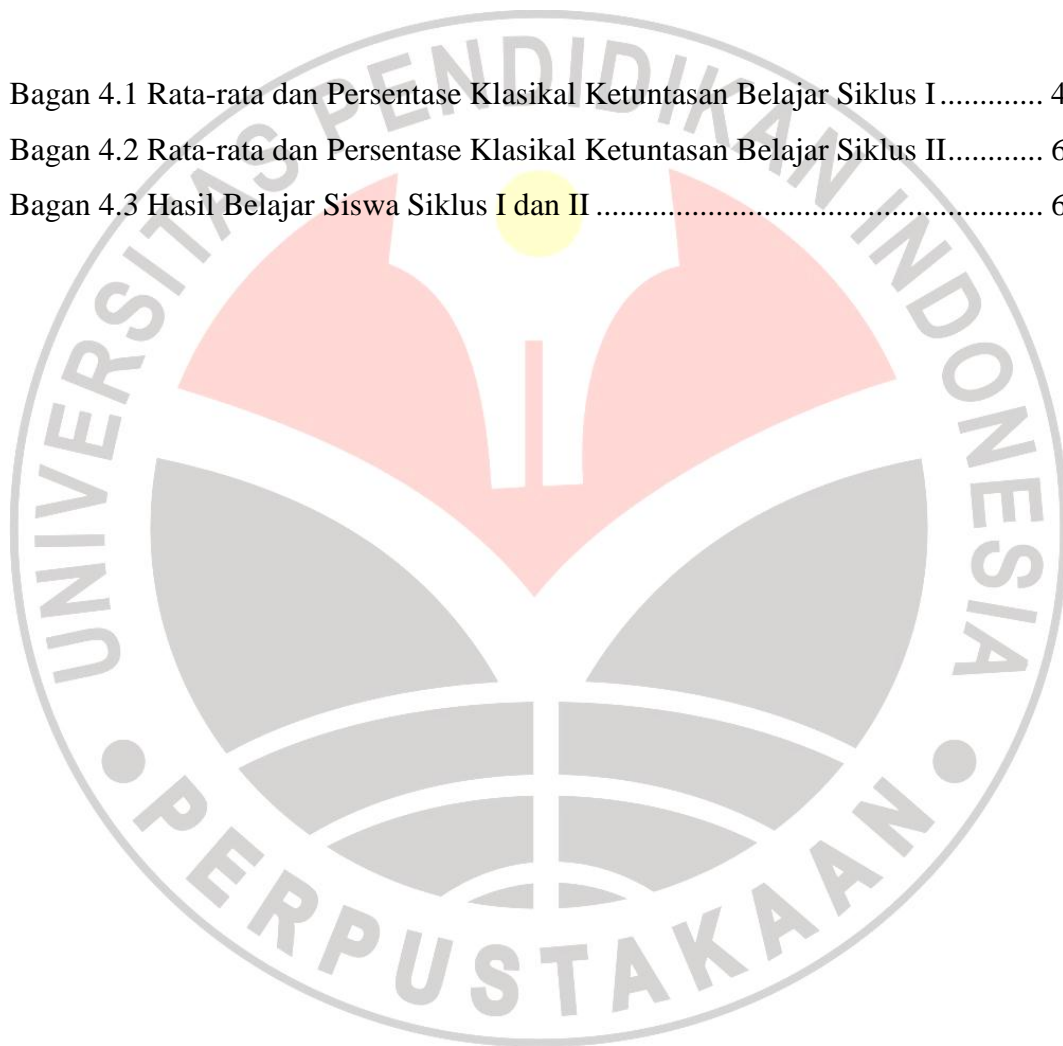 Bagan 4.1 Rata-rata dan Persentase Klasikal Ketuntasan Belajar Siklus I............. 4
Bagan 4.2 Rata-rata dan Persentase Klasikal Ketuntasan Belajar Siklus II............ 6
Bagan 4.3 Hasil Belajar Siswa Siklus I dan II ........................................................ 6
UNIVERSITAS PENDIDIKAN INDONESIA
PERPUSTAKAAN